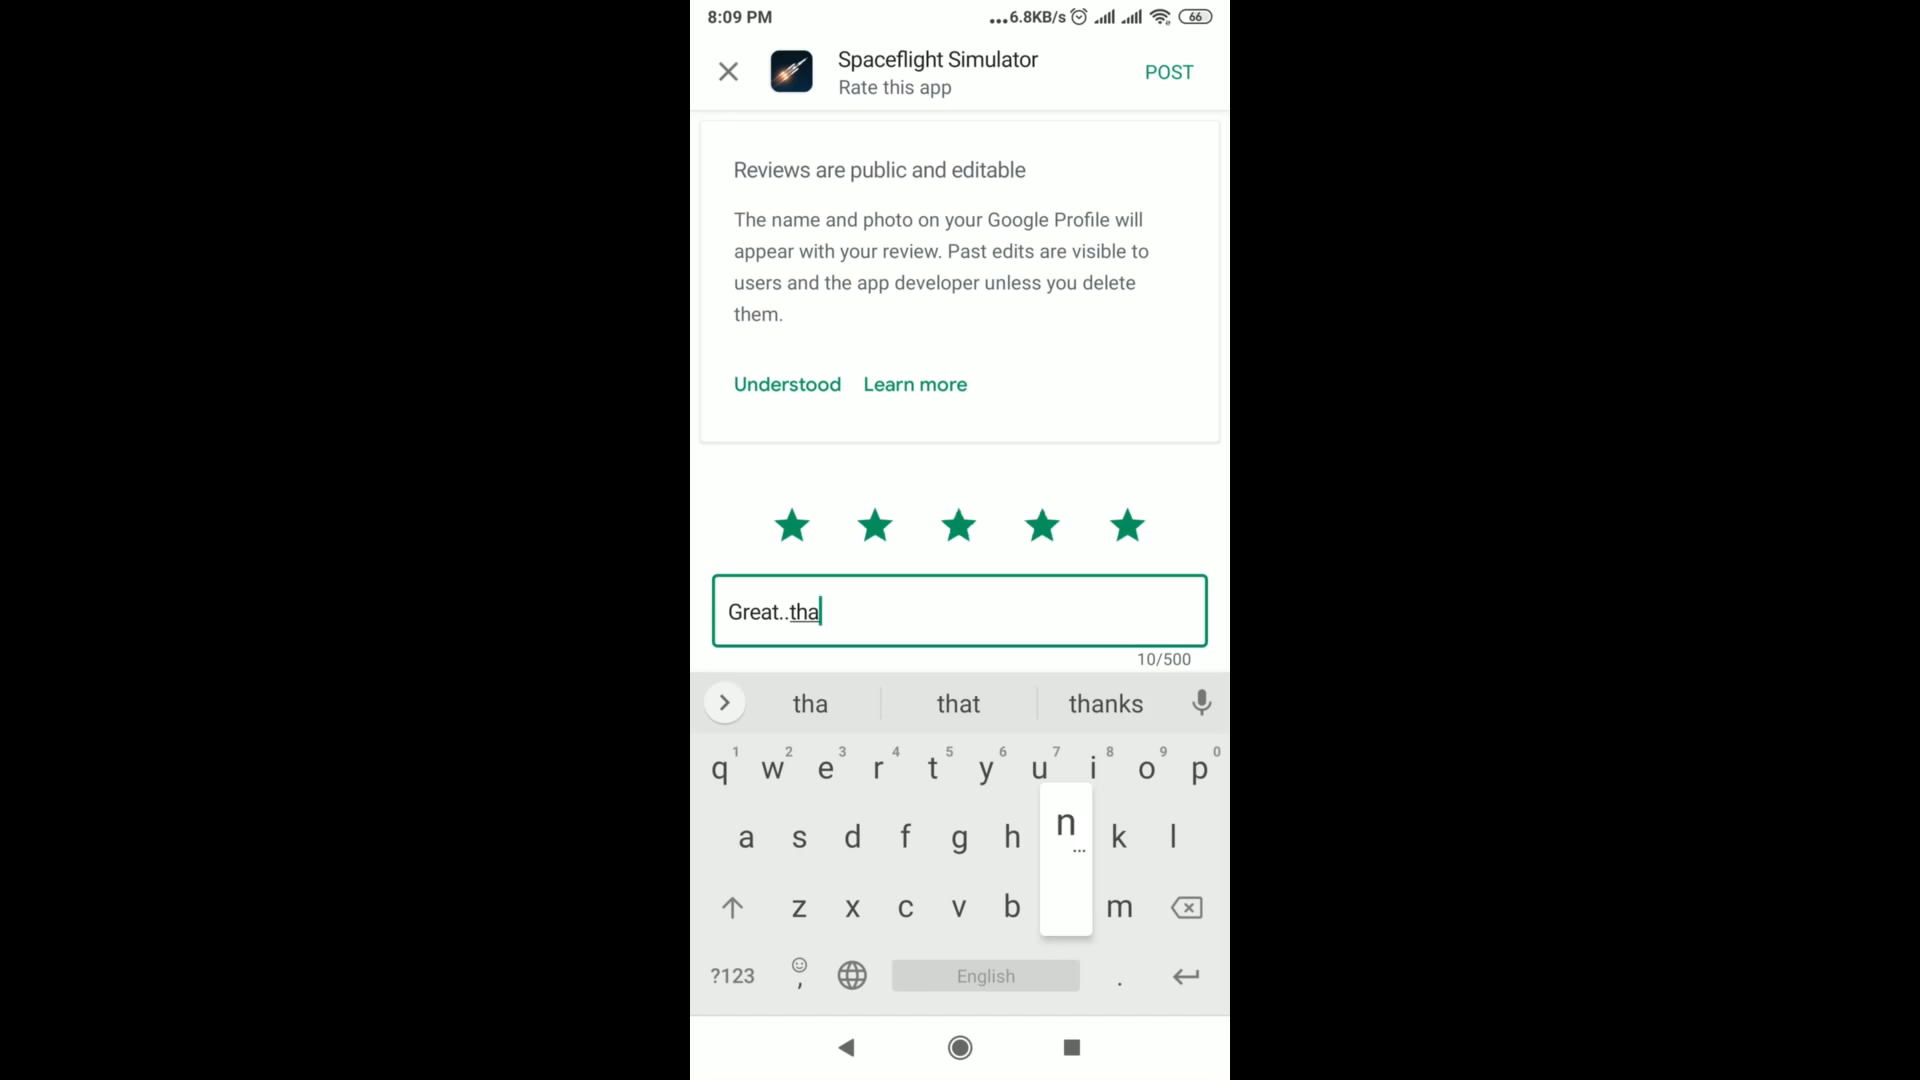 8:09 PM ...6.8KB/s 66
Spaceflight Simulator
Rate this app
POST
Reviews are public and editable
The name and photo on your Google Profile will
appear with your review. Past edits are visible to
users and the app developer unless you delete
them.
Understood Learn more
Great..tha
10/500
tha that thanks
1 2 3 4 5 6 7 8 9 0
q w e r t y u i o p
a s d f g h n... k l
z x c v b m
?123 , English .